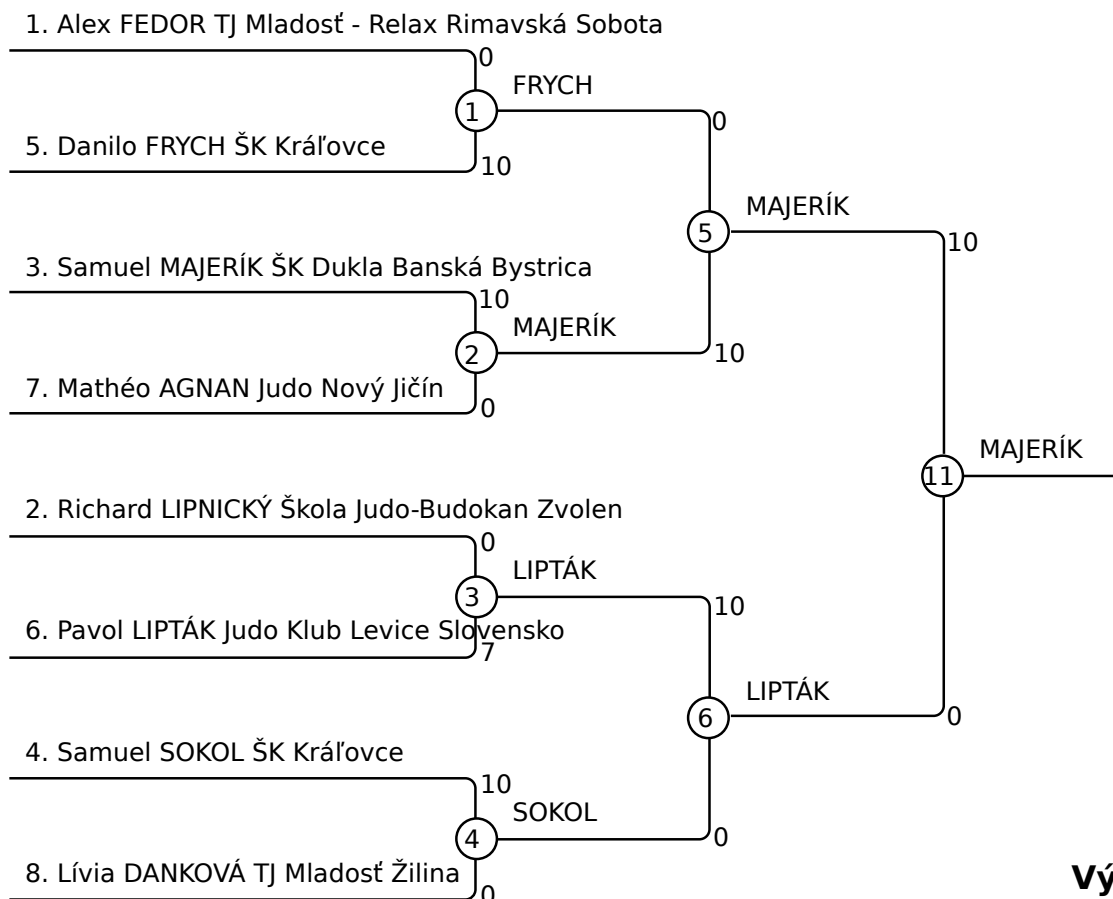 1. Alex FEDOR TJ Mladosť - Relax Rimavská Sobota
0
FRYCH
1
0
5. Danilo FRYCH ŠK Kráľovce
10
MAJERÍK
5
10
3. Samuel MAJERÍK ŠK Dukla Banská Bystrica
10
MAJERÍK
2
10
7. Mathéo AGNAN Judo Nový Jičín
0
MAJERÍK
11
2. Richard LIPNICKÝ Škola Judo-Budokan Zvolen
0
LIPTÁK
3
10
6. Pavol LIPTÁK Judo Klub Levice Slovensko
7
LIPTÁK
6
0
4. Samuel SOKOL ŠK Kráľovce
10
SOKOL
4
0
8. Lívia DANKOVÁ TJ Mladosť Žilina
0